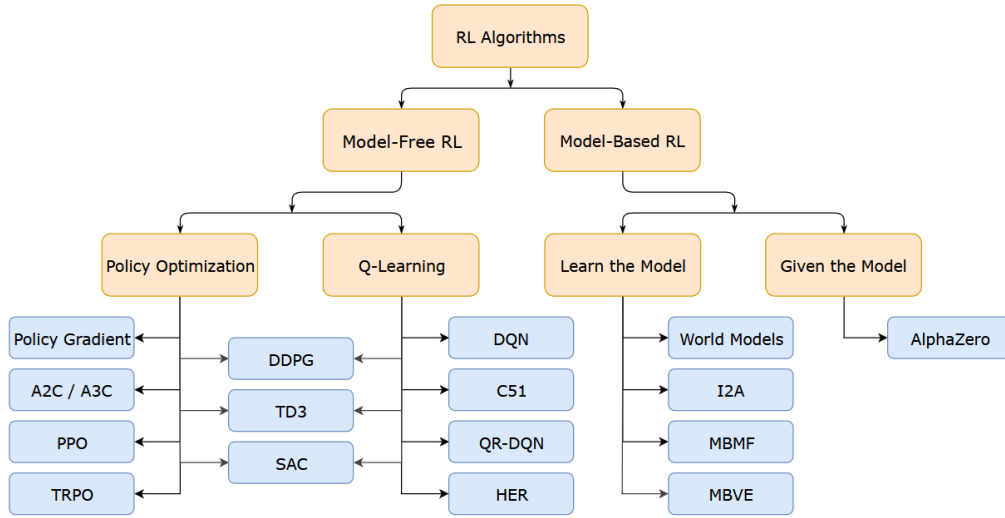 RL Algorithms
Model-Free RL
Model-Based RL
Policy Optimization
Q-Learning
Learn the Model
Given the Model
Policy Gradient
A2C / A3C
PPO
TRPO
DDPG
TD3
SAC
DQN
C51
QR-DQN
HER
World Models
I2A
MBMF
MBVE
AlphaZero